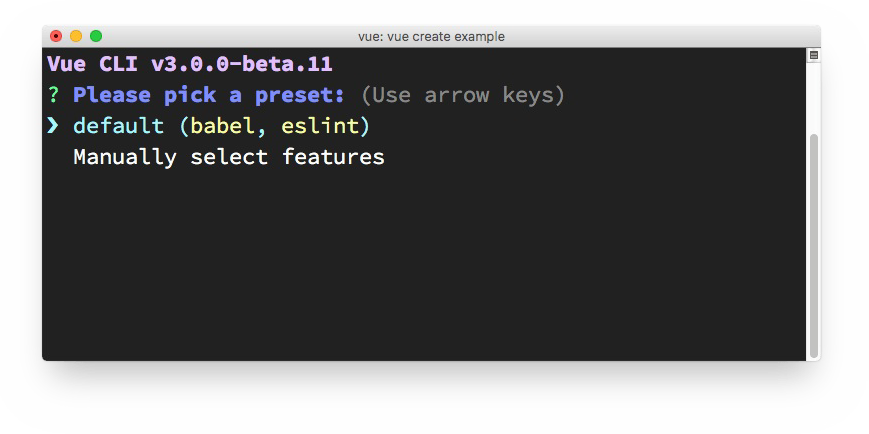 vue: vue create example
Vue CLI v3.0.0-beta.11
? Please pick a preset: (Use arrow keys)
❯ default (babel, eslint)
Manually select features